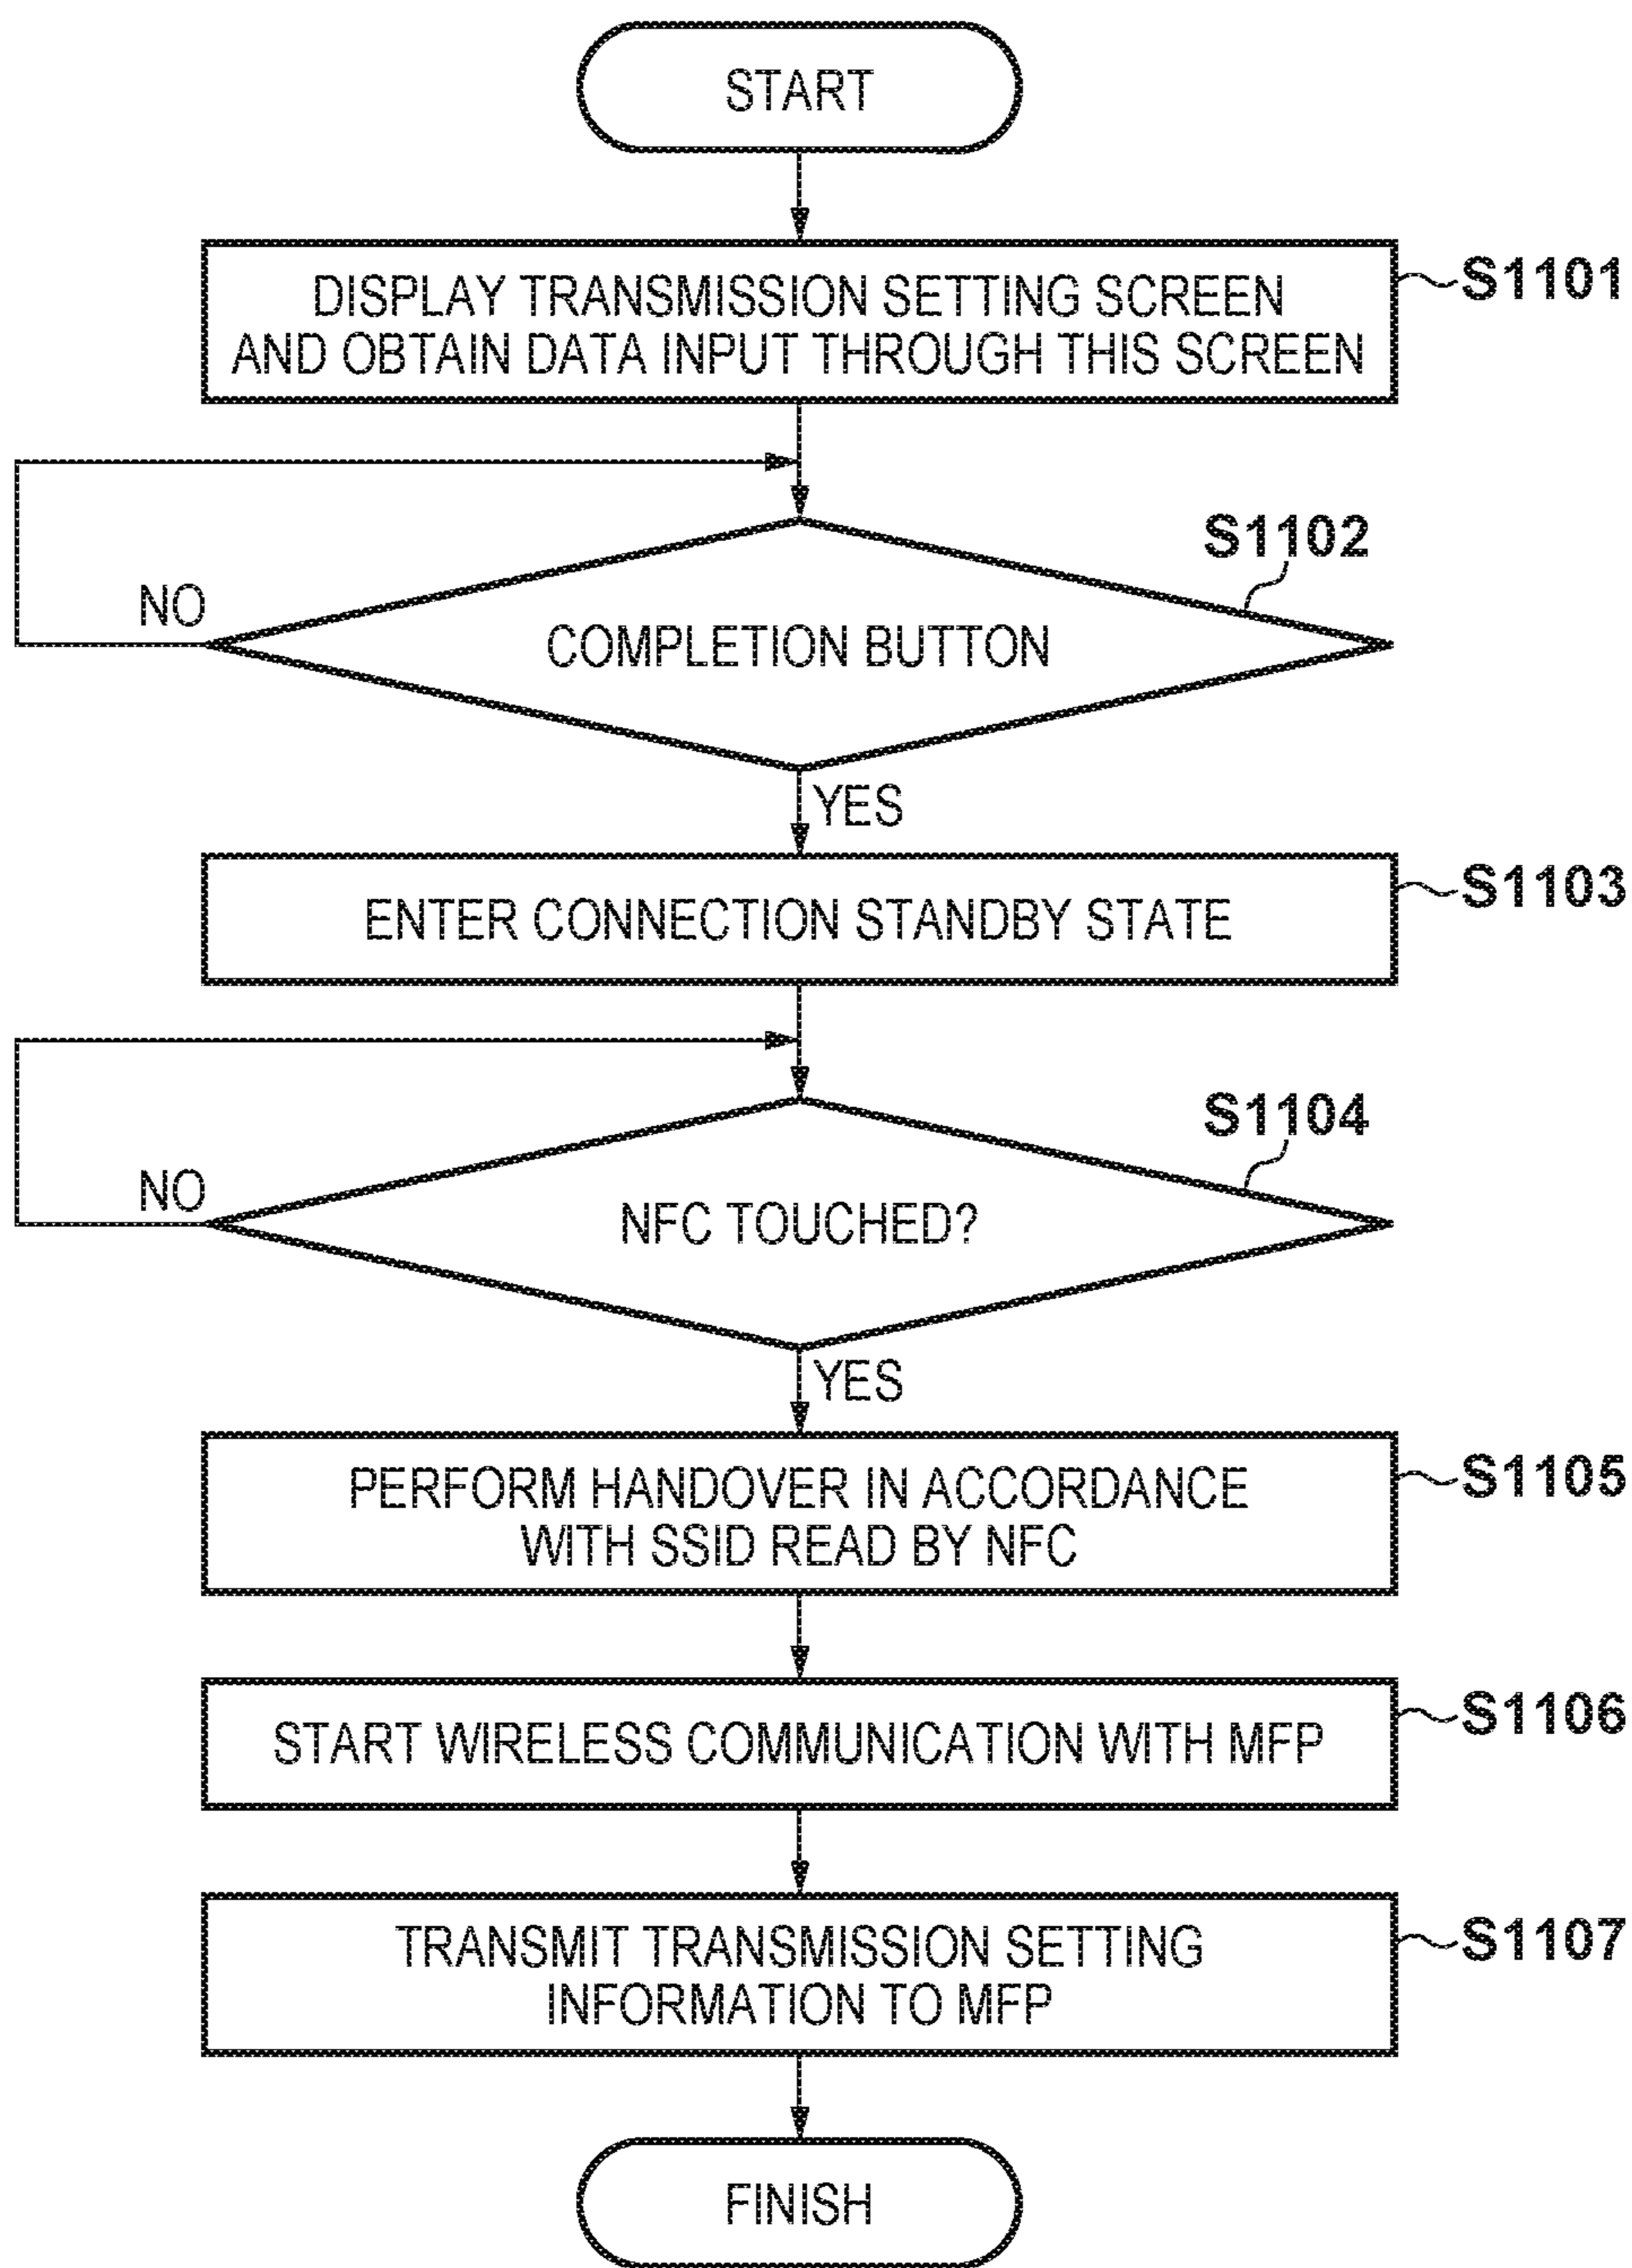 START
DISPLAY TRANSMISSION SETTING SCREEN
AND OBTAIN DATA INPUT THROUGH THIS SCREEN
S1101
S1102
NO
COMPLETION BUTTON
YES
ENTER CONNECTION STANDBY STATE
S1103
S1104
NO
NFC TOUCHED?
YES
PERFORM HANDOVER IN ACCORDANCE
WITH SSID READ BY NFC
S1105
START WIRELESS COMMUNICATION WITH MFP
S1106
TRANSMIT TRANSMISSION SETTING
INFORMATION TO MFP
S1107
FINISH